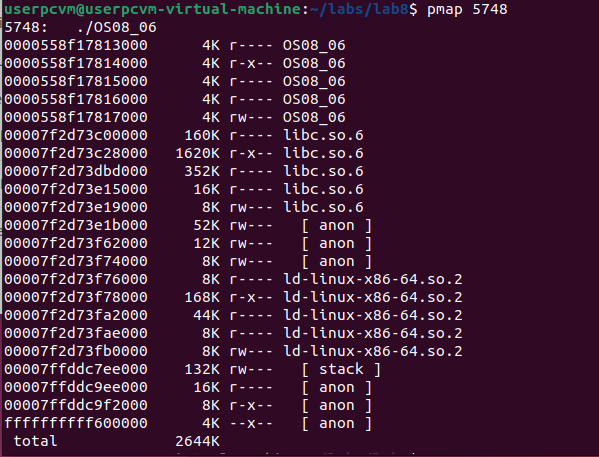 userpcvm@userpcvm-virtual-machine:~/labs/lab8$ pmap 5748
5748:   ./OS08_06
0000558f17813000      4K r---- OS08_06
0000558f17814000      4K r-x-- OS08_06
0000558f17815000      4K r---- OS08_06
0000558f17816000      4K r---- OS08_06
0000558f17817000      4K rw--- OS08_06
00007f2d73c00000    160K r---- libc.so.6
00007f2d73c28000   1620K r-x-- libc.so.6
00007f2d73dbd000    352K r---- libc.so.6
00007f2d73e15000     16K r---- libc.so.6
00007f2d73e19000      8K rw--- libc.so.6
00007f2d73e1b000     52K rw---   [ anon ]
00007f2d73f62000     12K rw---   [ anon ]
00007f2d73f74000      8K rw---   [ anon ]
00007f2d73f76000      8K r---- ld-linux-x86-64.so.2
00007f2d73f78000    168K r-x-- ld-linux-x86-64.so.2
00007f2d73fa2000     44K r---- ld-linux-x86-64.so.2
00007f2d73fae000      8K r---- ld-linux-x86-64.so.2
00007f2d73fb0000      8K rw--- ld-linux-x86-64.so.2
00007ffddc7ee000    132K rw---   [ stack ]
00007ffddc9ee000     16K r----   [ anon ]
00007ffddc9f2000      8K r-x--   [ anon ]
ffffffffff600000      4K --x--   [ anon ]
 total             2644K